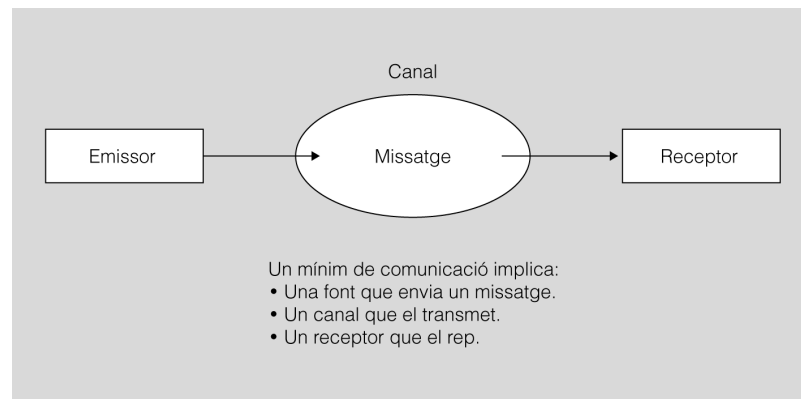 Canal
Emissor
Missatge
Receptor
Un mínim de comunicació implica:
• Una font que envia un missatge.
• Un canal que el transmet.
• Un receptor que el rep.